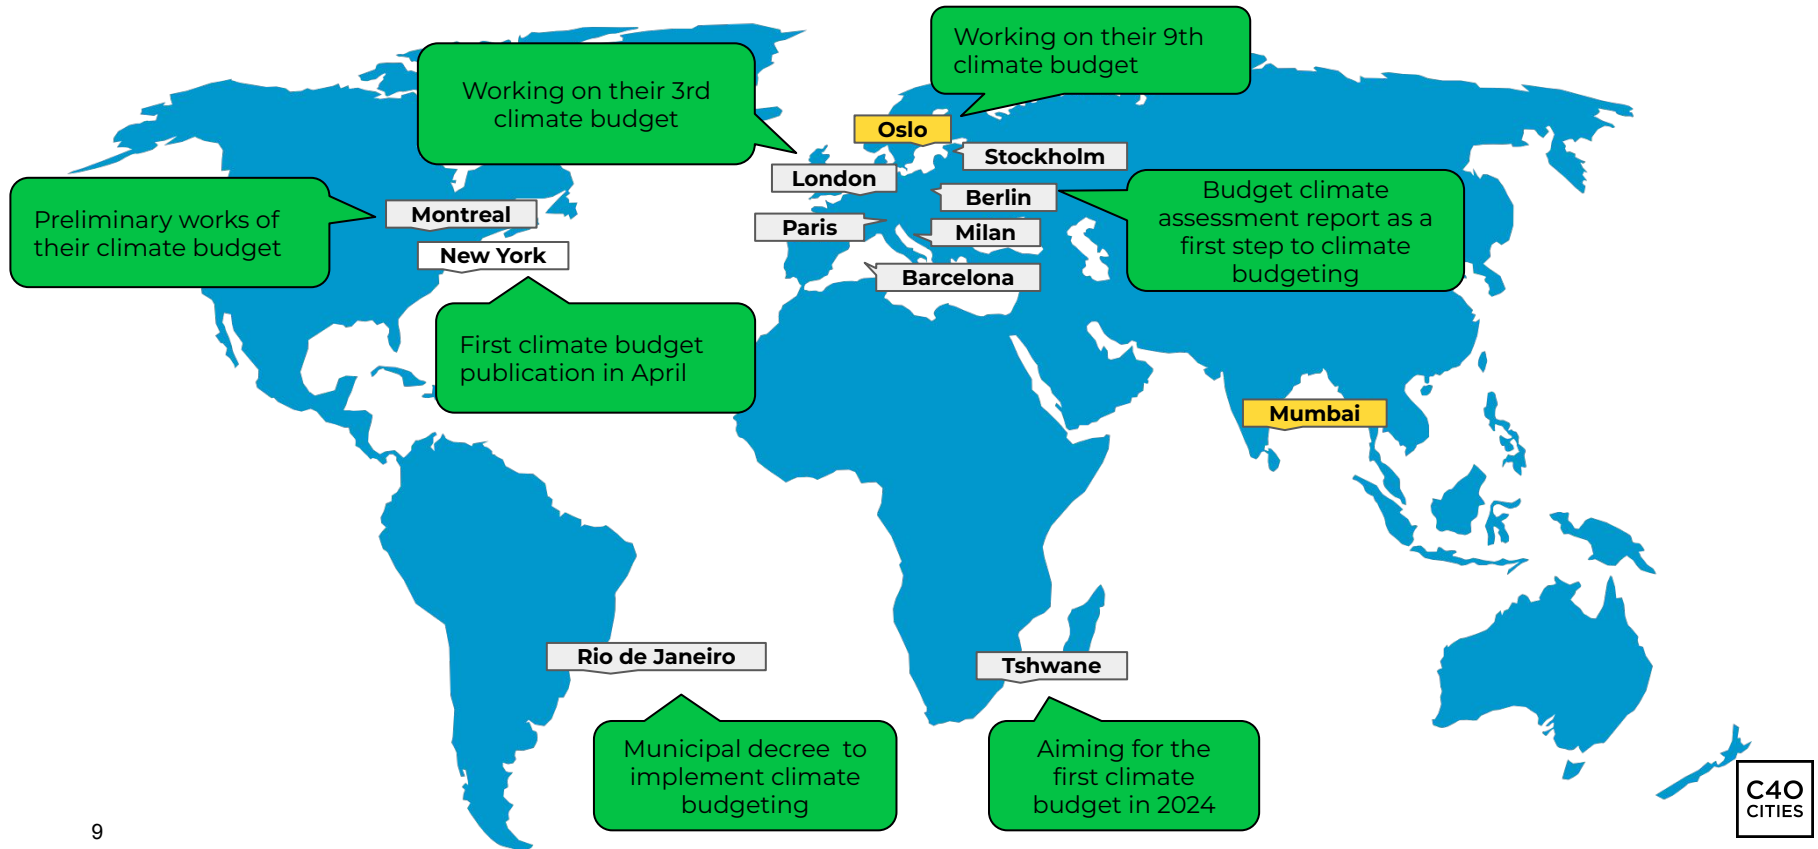 Working on their 9th
climate budget
Working on their 3rd
climate budget
Oslo
Stockholm
London
Berlin
Budget climate
assessment report as a
first step to climate
budgeting
Preliminary works of
their climate budget
Montreal
Paris
Milan
New York
Barcelona
First climate budget
publication in April
Mumbai
Rio de Janeiro
Tshwane
Municipal decree to
implement climate
budgeting
Aiming for the
first climate
budget in 2024
C40
CITIES
9